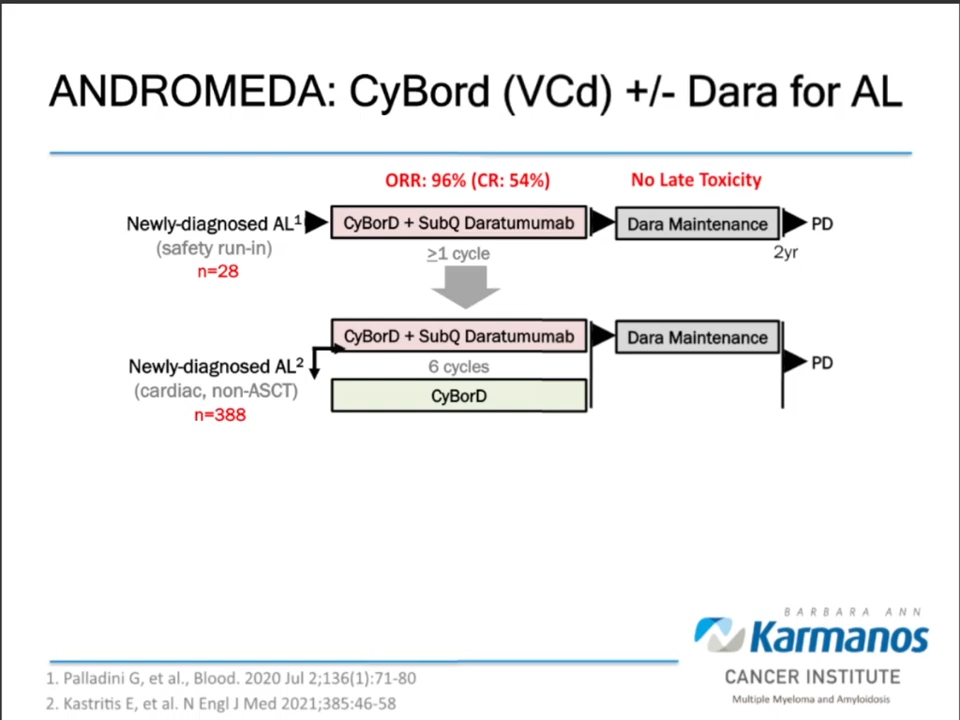 ANDROMEDA: CyBord (VCd) +/- Dara for AL
ORR: 96% (CR: 54%)
No Late Toxicity
Newly-diagnosed AL¹
(safety run-in)
n=28
CyBorD + SubQ Daratumumab
≥1 cycle
Dara Maintenance
PD
2yr
Newly-diagnosed AL²
(cardiac, non-ASCT)
n=388
CyBorD + SubQ Daratumumab
6 cycles
CyBorD
Dara Maintenance
PD
BARBARA ANN
Karmanos
CANCER INSTITUTE
Multiple Myeloma and Amyloidosis
1. Palladini G, et al., Blood. 2020 Jul 2;136(1):71-80
2. Kastritis E, et al. N Engl J Med 2021;385:46-58